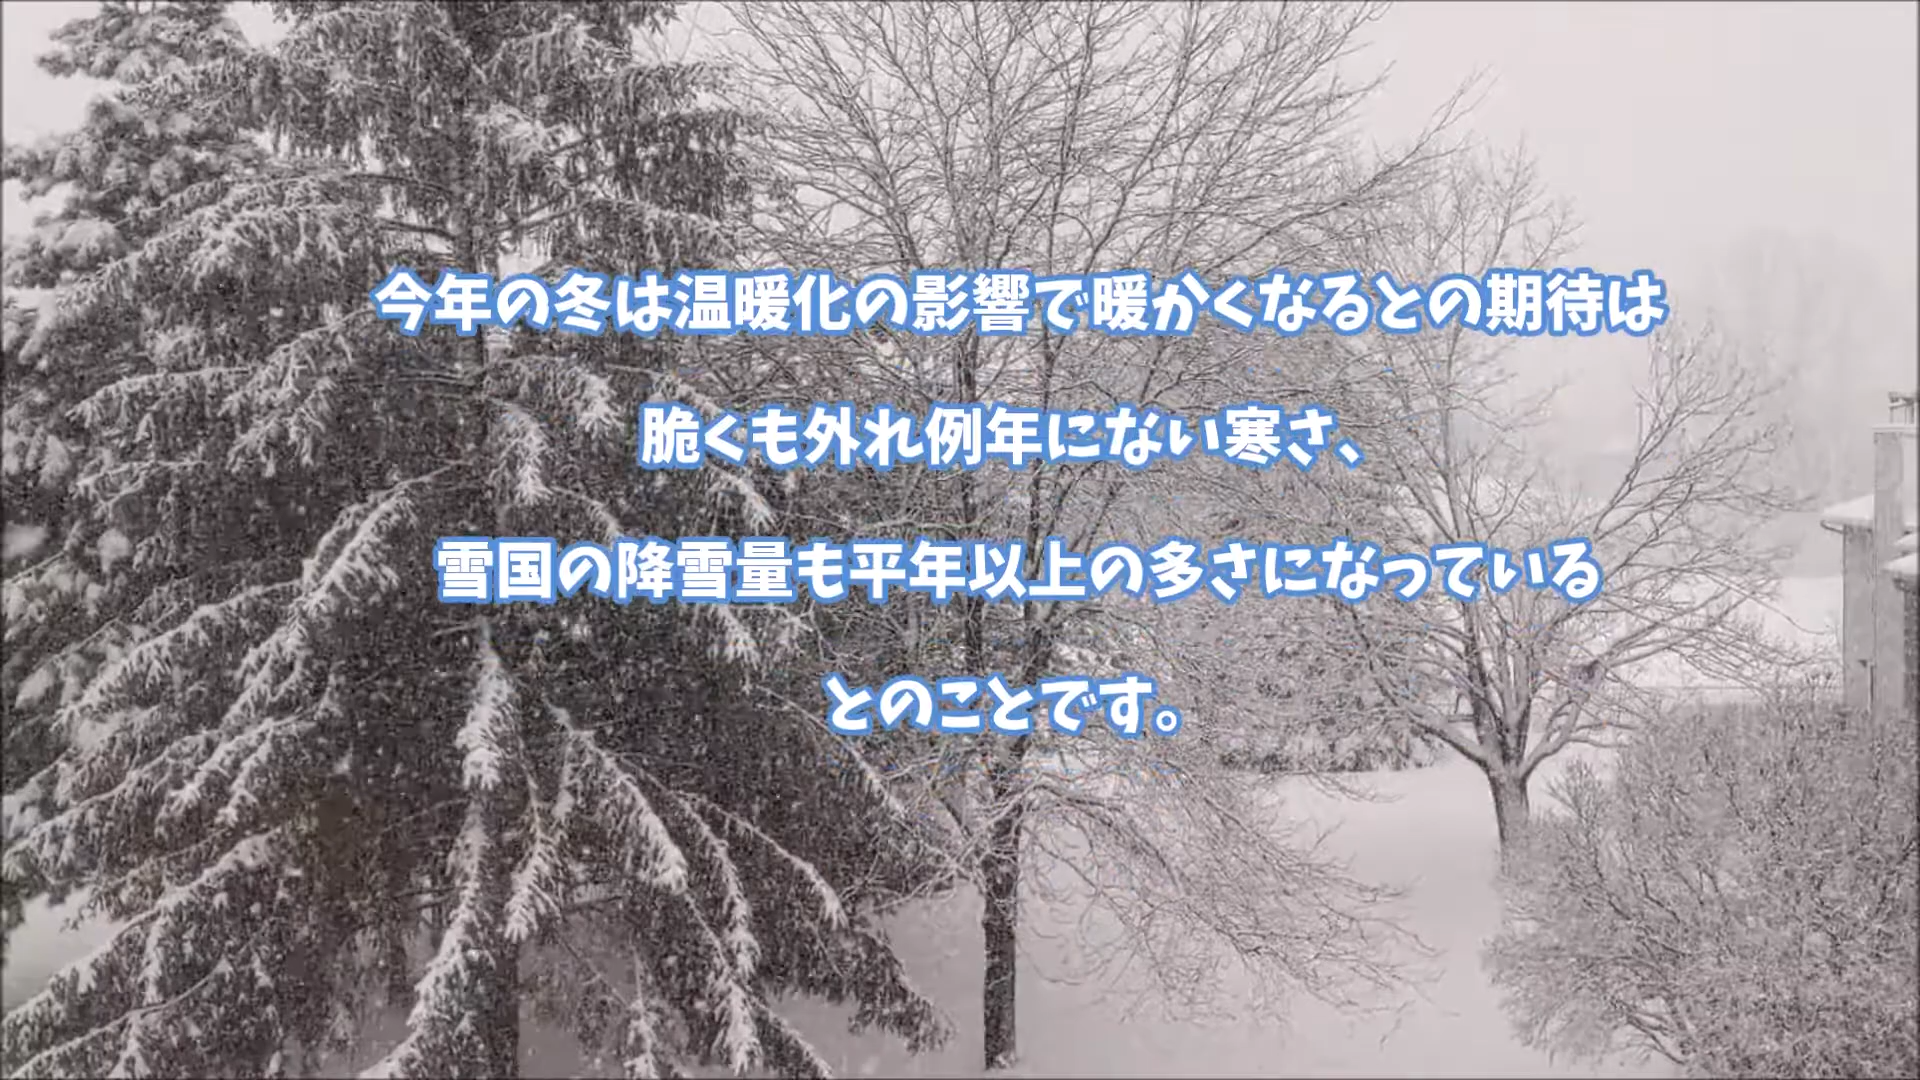 今年の冬は温暖化の影響で暖かくなるとの期待は
脆くも外れ例年にない寒さ、
雪国の降雪量も平年以上の多さになっている
とのことです。